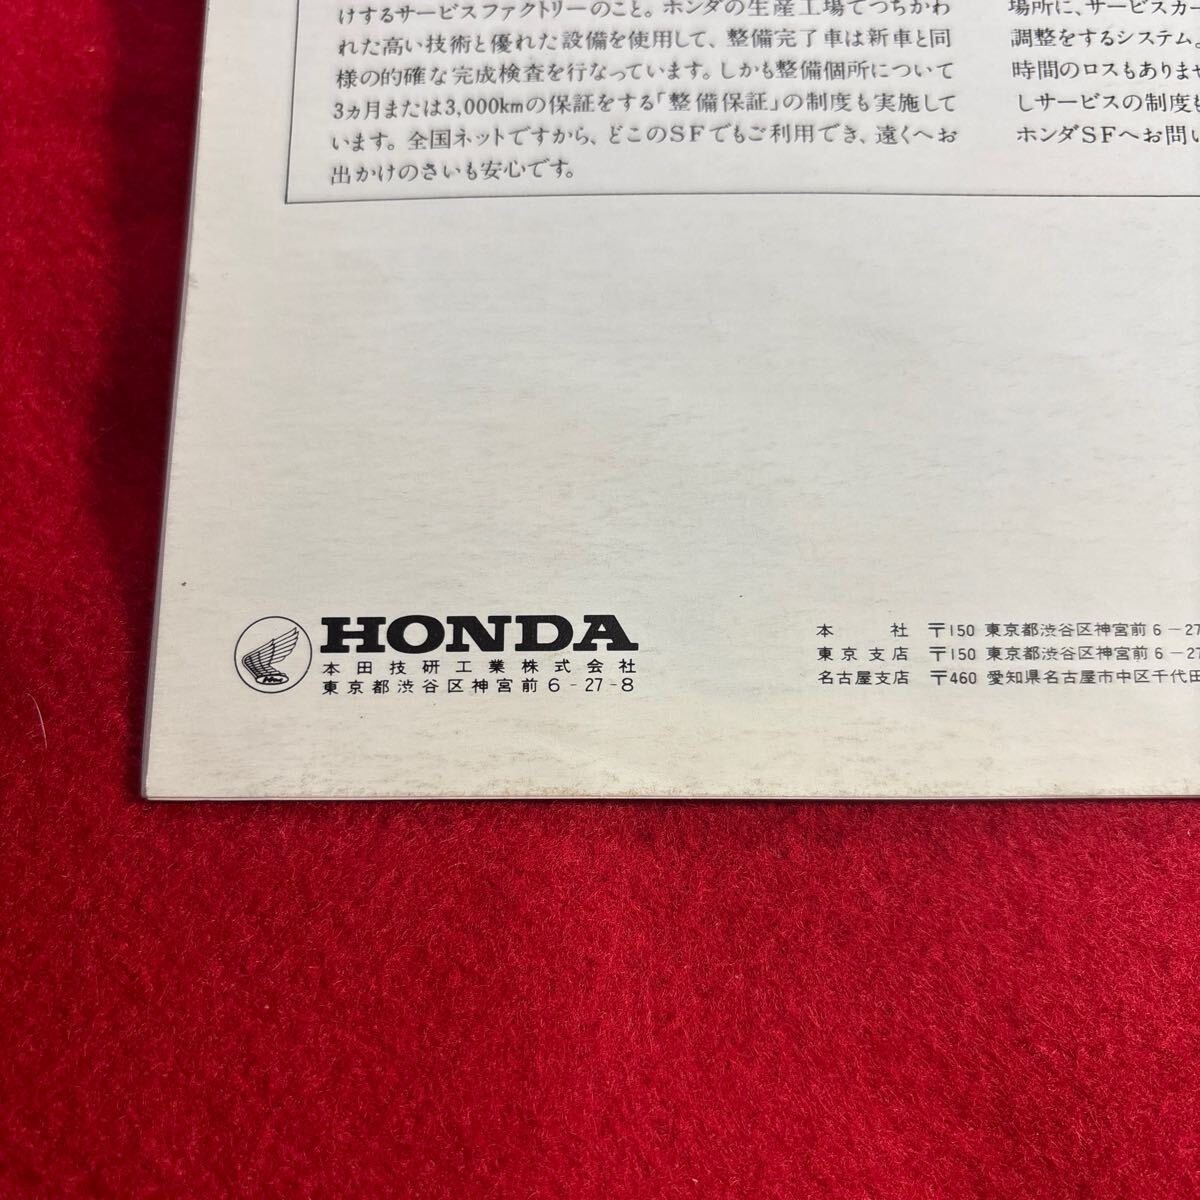 けするサービスファクトリーのこと。ホンダの生産工場でつちかわ
れた高い技術と優れた設備を使用して、整備完了車は新車と同
様の的確な完成検査を行なっています。しかも整備個所について
3ヵ月または3,000kmの保証をする「整備保証」の制度も実施して
います。全国ネットですから、どこのSFでもご利用でき、遠くへお
出かけのさいも安心です。
場所に、サービスカー
調整をするシステム。
時間のロスもありませ
しサービスの制度も
ホンダSFへお問い
HONDA
本田技研工業株式会社
東京都渋谷区神宮前6-27-8
本 社 〒150 東京都渋谷区神宮前6-27
東京支店 〒150 東京都渋谷区神宮前6-27
名古屋支店 〒460 愛知県名古屋市中区千代田